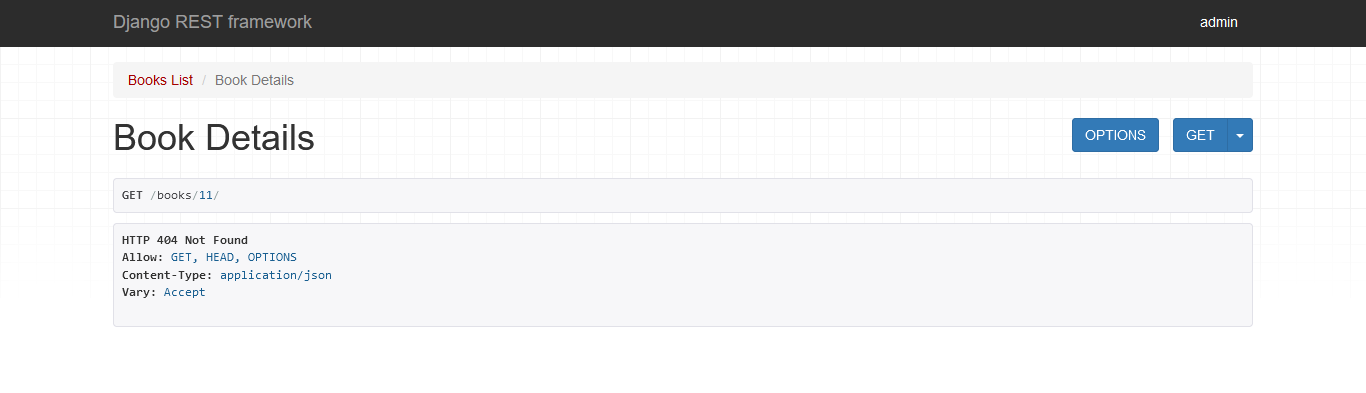 Django REST framework
admin
Books List / Book Details
Book Details
OPTIONS
GET
GET /books/11/
HTTP 404 Not Found
Allow: GET, HEAD, OPTIONS
Content-Type: application/json
Vary: Accept